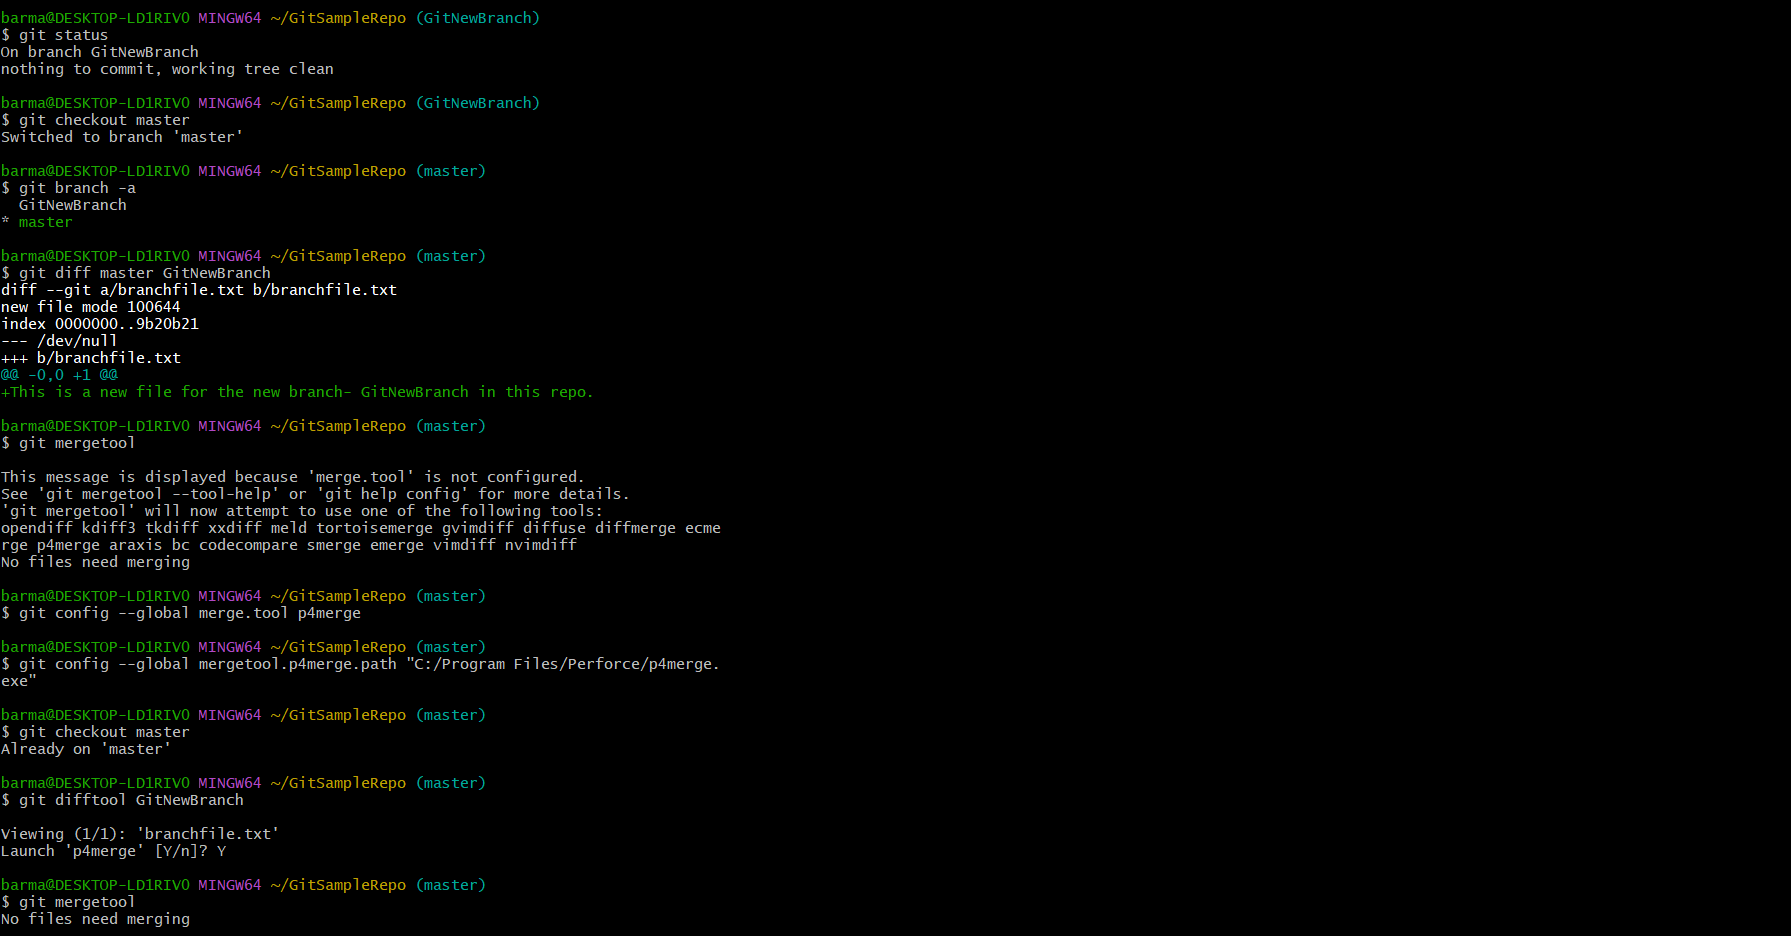 barma@DESKTOP-LD1RIVO MINGW64 ~/GitSampleRepo (GitNewBranch)
$ git status
On branch GitNewBranch
nothing to commit, working tree clean

barma@DESKTOP-LD1RIVO MINGW64 ~/GitSampleRepo (GitNewBranch)
$ git checkout master
Switched to branch 'master'

barma@DESKTOP-LD1RIVO MINGW64 ~/GitSampleRepo (master)
$ git branch -a
  GitNewBranch
* master

barma@DESKTOP-LD1RIVO MINGW64 ~/GitSampleRepo (master)
$ git diff master GitNewBranch
diff --git a/branchfile.txt b/branchfile.txt
new file mode 100644
index 0000000..9b20b21
--- /dev/null
+++ b/branchfile.txt
@@ -0,0 +1 @@
+This is a new file for the new branch- GitNewBranch in this repo.

barma@DESKTOP-LD1RIVO MINGW64 ~/GitSampleRepo (master)
$ git mergetool

This message is displayed because 'merge.tool' is not configured.
See 'git mergetool --tool-help' or 'git help config' for more details.
'git mergetool' will now attempt to use one of the following tools:
opendiff kdiff3 tkdiff xxdiff meld tortoisemerge gvimdiff diffuse diffmerge ecme
rge p4merge araxis bc codecompare smerge emerge vimdiff nvimdiff
No files need merging

barma@DESKTOP-LD1RIVO MINGW64 ~/GitSampleRepo (master)
$ git config --global merge.tool p4merge

barma@DESKTOP-LD1RIVO MINGW64 ~/GitSampleRepo (master)
$ git config --global mergetool.p4merge.path "C:/Program Files/Perforce/p4merge.
exe"

barma@DESKTOP-LD1RIVO MINGW64 ~/GitSampleRepo (master)
$ git checkout master
Already on 'master'

barma@DESKTOP-LD1RIVO MINGW64 ~/GitSampleRepo (master)
$ git difftool GitNewBranch

Viewing (1/1): 'branchfile.txt'
Launch 'p4merge' [Y/n]? Y

barma@DESKTOP-LD1RIVO MINGW64 ~/GitSampleRepo (master)
$ git mergetool
No files need merging